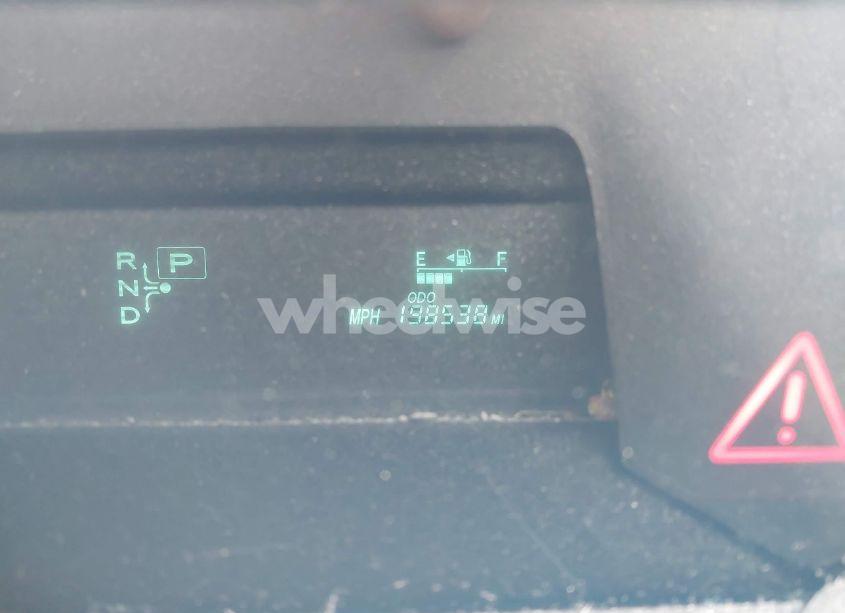 R P
N
D
E F
ODO
MPH 198538 MI
wheelwise